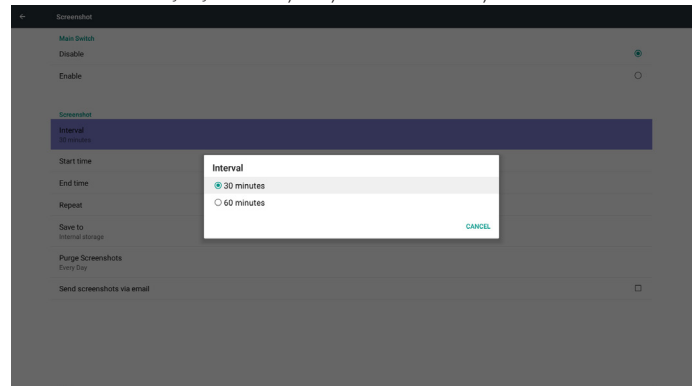 Screenshot
Main Switch
Disable
Enable
Screenshot
Interval
30 minutes
Start time
End time
Repeat
Save to
Internal storage
Purge Screenshots
Every Day
Send screenshots via email
Interval
30 minutes
60 minutes
CANCEL